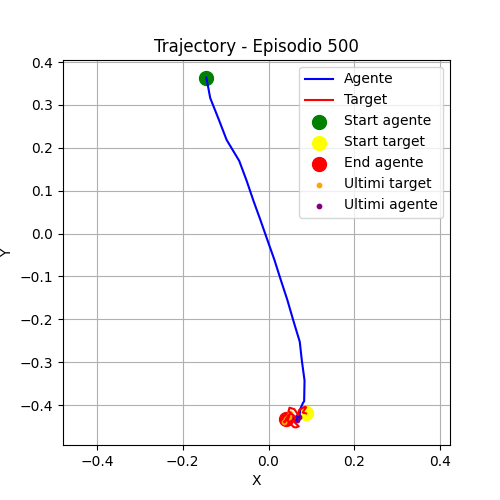 Trajectory - Episodio 500
Agente
Target
Start agente
Start target
End agente
Ultimi target
Ultimi agente
0.4
0.3
0.2
0.1
0.0
−0.1
−0.2
−0.3
−0.4
Y
−0.4
−0.2
0.0
0.2
0.4
X